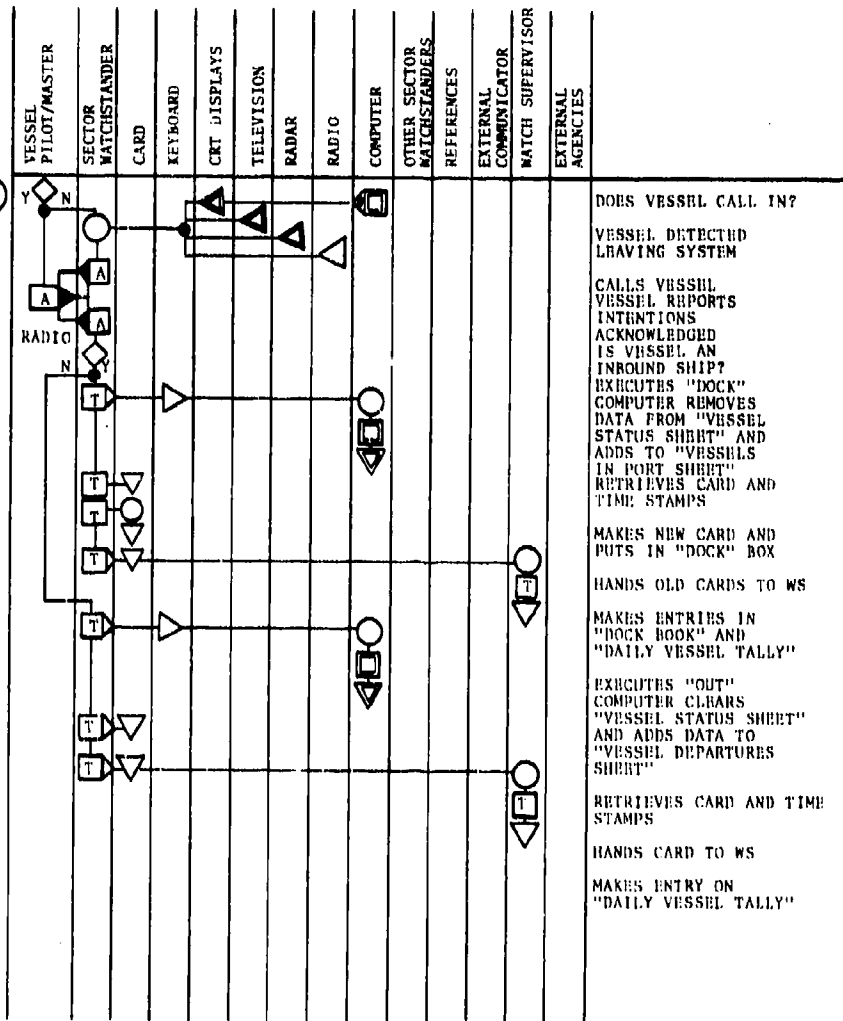 VESSEL
PILOT/MASTER
SECTOR
WATCHSTANDER
CARD
KEYBOARD
CRT DISPLAYS
TELEVISION
RADAR
RADIO
COMPUTER
OTHER SECTOR
WATCHSTANDERS
REFERENCES
EXTERNAL
COMMUNICATOR
WATCH SUPERVISOR
EXTERNAL
AGENCIES
Y N
A
A
A
RADIO
N Y
T
T
T
T
T
T
T
T
T
DOES VESSEL CALL IN?
VESSEL DETECTED
LEAVING SYSTEM
CALLS VESSEL
VESSEL REPORTS
INTENTIONS
ACKNOWLEDGED
IS VESSEL AN
INBOUND SHIP?
EXECUTES "DOCK"
COMPUTER REMOVES
DATA FROM "VESSEL
STATUS SHEET" AND
ADDS TO "VESSELS
IN PORT SHEET"
RETRIEVES CARD AND
TIME STAMPS
MAKES NEW CARD AND
PUTS IN "DOCK" BOX
HANDS OLD CARDS TO WS
MAKES ENTRIES IN
"DOCK BOOK" AND
"DAILY VESSEL TALLY"
EXECUTES "OUT"
COMPUTER CLEARS
"VESSEL STATUS SHEET"
AND ADDS DATA TO
"VESSEL DEPARTURES
SHEET"
RETRIEVES CARD AND TIME
STAMPS
HANDS CARD TO WS
MAKES ENTRY ON
"DAILY VESSEL TALLY"